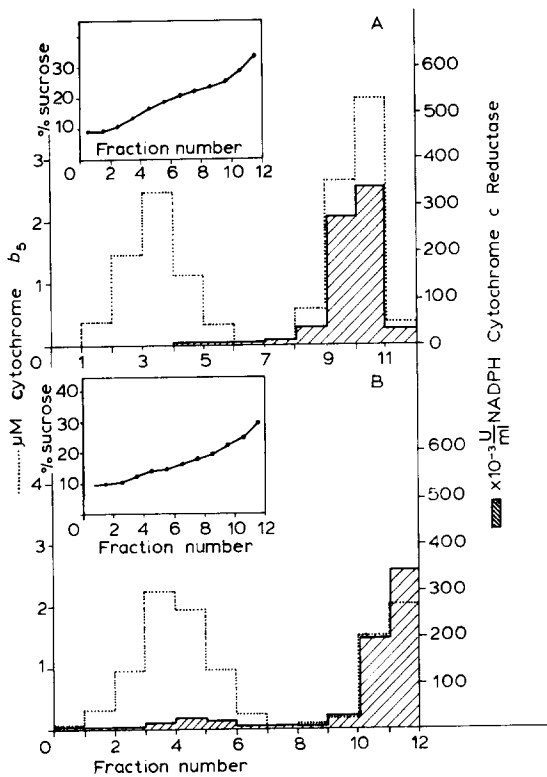 A
% sucrose
30
20
10
0 2 4 6 8 10 12
Fraction number
600
500
400
300
200
100
0
3
2
1
0 1 3 5 7 9 11
B
% sucrose
40
30
20
10
0 2 4 6 8 10 12
Fraction number
600
500
400
300
200
100
4
3
2
1
0 2 4 6 8 10 12
Fraction number
μM cytochrome b₅
x10⁻³ U/ml NADPH Cytochrome c Reductase